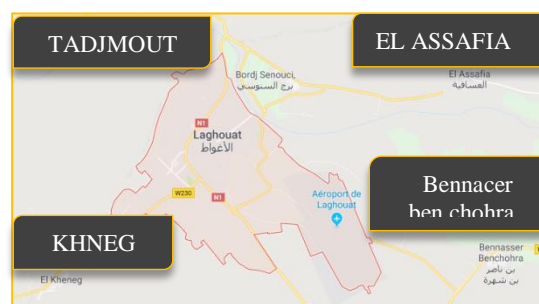 TADJMOUT
EL ASSAFIA
Bordj Senouci,
برج السنوسي
El Assafia
العسافية
N1
Laghouat
الأغواط
W230
N1
Aéroport de
Laghouat
Bennacer
ben chohra
KHNEG
El Kheneg
Bennasser
Benchohra
بن ناصر
بن شهرة